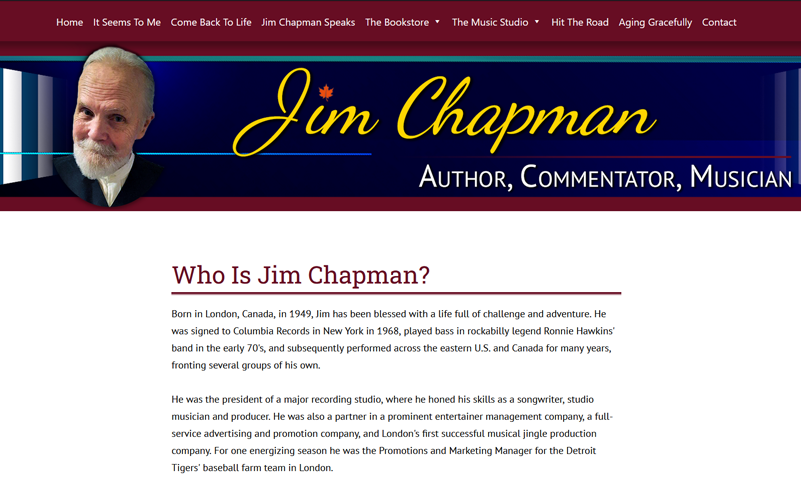 Home It Seems To Me Come Back To Life Jim Chapman Speaks The Bookstore The Music Studio Hit The Road Aging Gracefully Contact
Jim Chapman
Author, Commentator, Musician
Who Is Jim Chapman?
Born in London, Canada, in 1949, Jim has been blessed with a life full of challenge and adventure. He
was signed to Columbia Records in New York in 1968, played bass in rockabilly legend Ronnie Hawkins'
band in the early 70's, and subsequently performed across the eastern U.S. and Canada for many years,
fronting several groups of his own.
He was the president of a major recording studio, where he honed his skills as a songwriter, studio
musician and producer. He was also a partner in a prominent entertainer management company, a full-
service advertising and promotion company, and London's first successful musical jingle production
company. For one energizing season he was the Promotions and Marketing Manager for the Detroit
Tigers' baseball farm team in London.